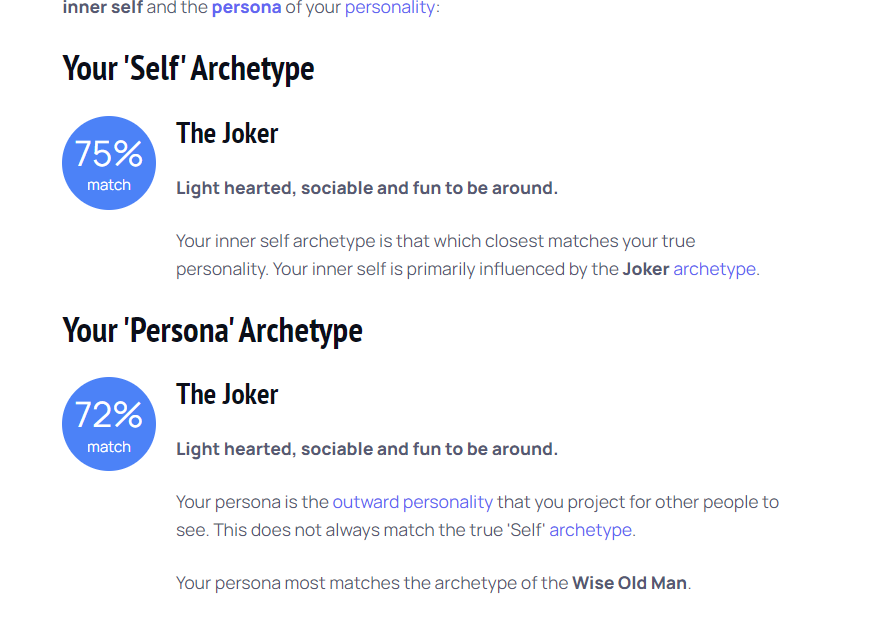 inner self and the persona of your personality:
Your 'Self' Archetype
75%
match
The Joker
Light hearted, sociable and fun to be around.
Your inner self archetype is that which closest matches your true
personality. Your inner self is primarily influenced by the Joker archetype.
Your 'Persona' Archetype
72%
match
The Joker
Light hearted, sociable and fun to be around.
Your persona is the outward personality that you project for other people to
see. This does not always match the true 'Self' archetype.
Your persona most matches the archetype of the Wise Old Man.